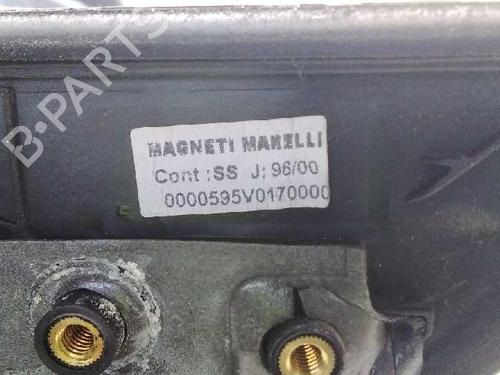 B-PARTS
MAGNETI MARELLI
Cont :SS J: 96/00
0000595V0170000